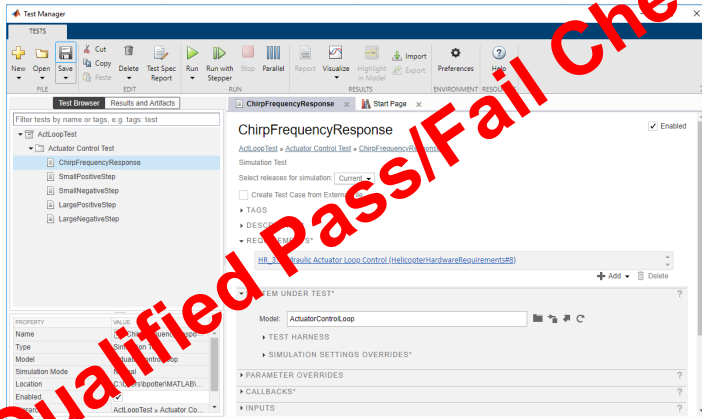 Test Manager
TESTS
New Open Save Cut Copy Paste Delete Test Spec Report Run Run with Stepper Stop Parallel Report Visualize Highlight in Model Import Export Preferences Help
FILE EDIT RUN RESULTS ENVIRONMENT
Test Browser Results and Artifacts
ChirpFrequencyResponse Start Page
Filter tests by name or tags, e.g. tags: test
ActLoopTest
Actuator Control Test
ChirpFrequencyResponse
SmallPositiveStep
SmallNegativeStep
LargePositiveStep
LargeNegativeStep
PROPERTY VALUE
Name
Type
Model
Simulation Mode
Location C:\Users\bpotter\MATLAB\...
Enabled
ActLoopTest » Actuator Co...
ChirpFrequencyResponse
Enabled
ActLoopTest » Actuator Control Test »
Simulation Test
Select releases for simulation: Current
Create Test Case from External
TAGS
(HelicopterHardwareRequirements#8)
Add Delete
UNDER TEST*
Model: ActuatorControlLoop
TEST HARNESS
SIMULATION SETTINGS OVERRIDES*
PARAMETER OVERRIDES
CALLBACKS*
INPUTS
Qualified Pass/Fail